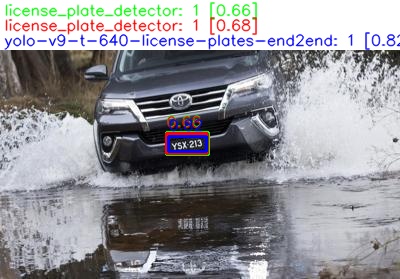 license_plate_detector: 1 [0.66]
license_plate_detector: 1 [0.68]
yolo-v9-t-640-license-plates-end2end: 1 [0.82
0.66
YSX·213